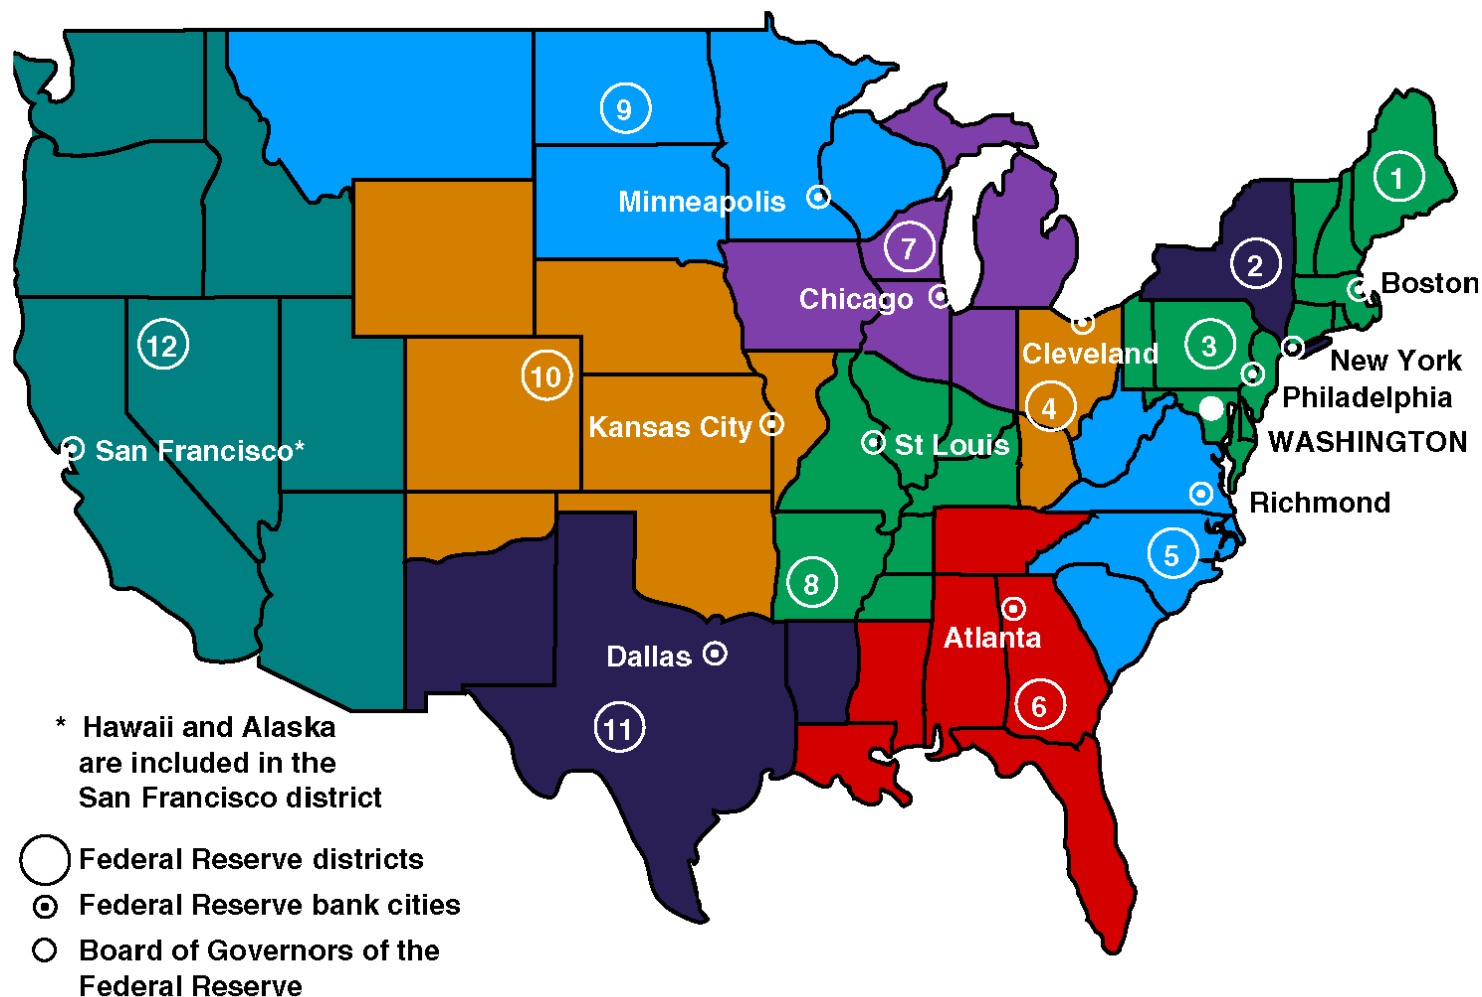 9
1
Minneapolis
7
2
Boston
Chicago
12
3
Cleveland
New York
10
Philadelphia
4
Kansas City
WASHINGTON
San Francisco*
St Louis
Richmond
5
8
Atlanta
Dallas
6
11
* Hawaii and Alaska
are included in the
San Francisco district
Federal Reserve districts
Federal Reserve bank cities
Board of Governors of the
Federal Reserve